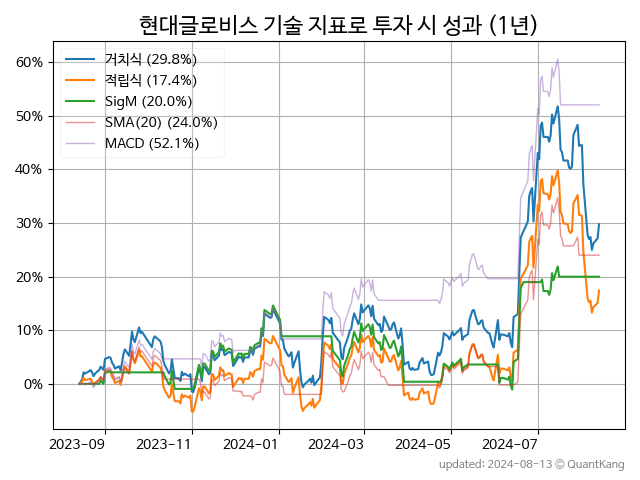 현대글로비스 기술 지표로 투자 시 성과 (1년)
거치식 (29.8%)
적립식 (17.4%)
SigM (20.0%)
SMA(20) (24.0%)
MACD (52.1%)
60%
50%
40%
30%
20%
10%
0%
2023-09 2023-11 2024-01 2024-03 2024-05 2024-07
updated: 2024-08-13 © QuantKang